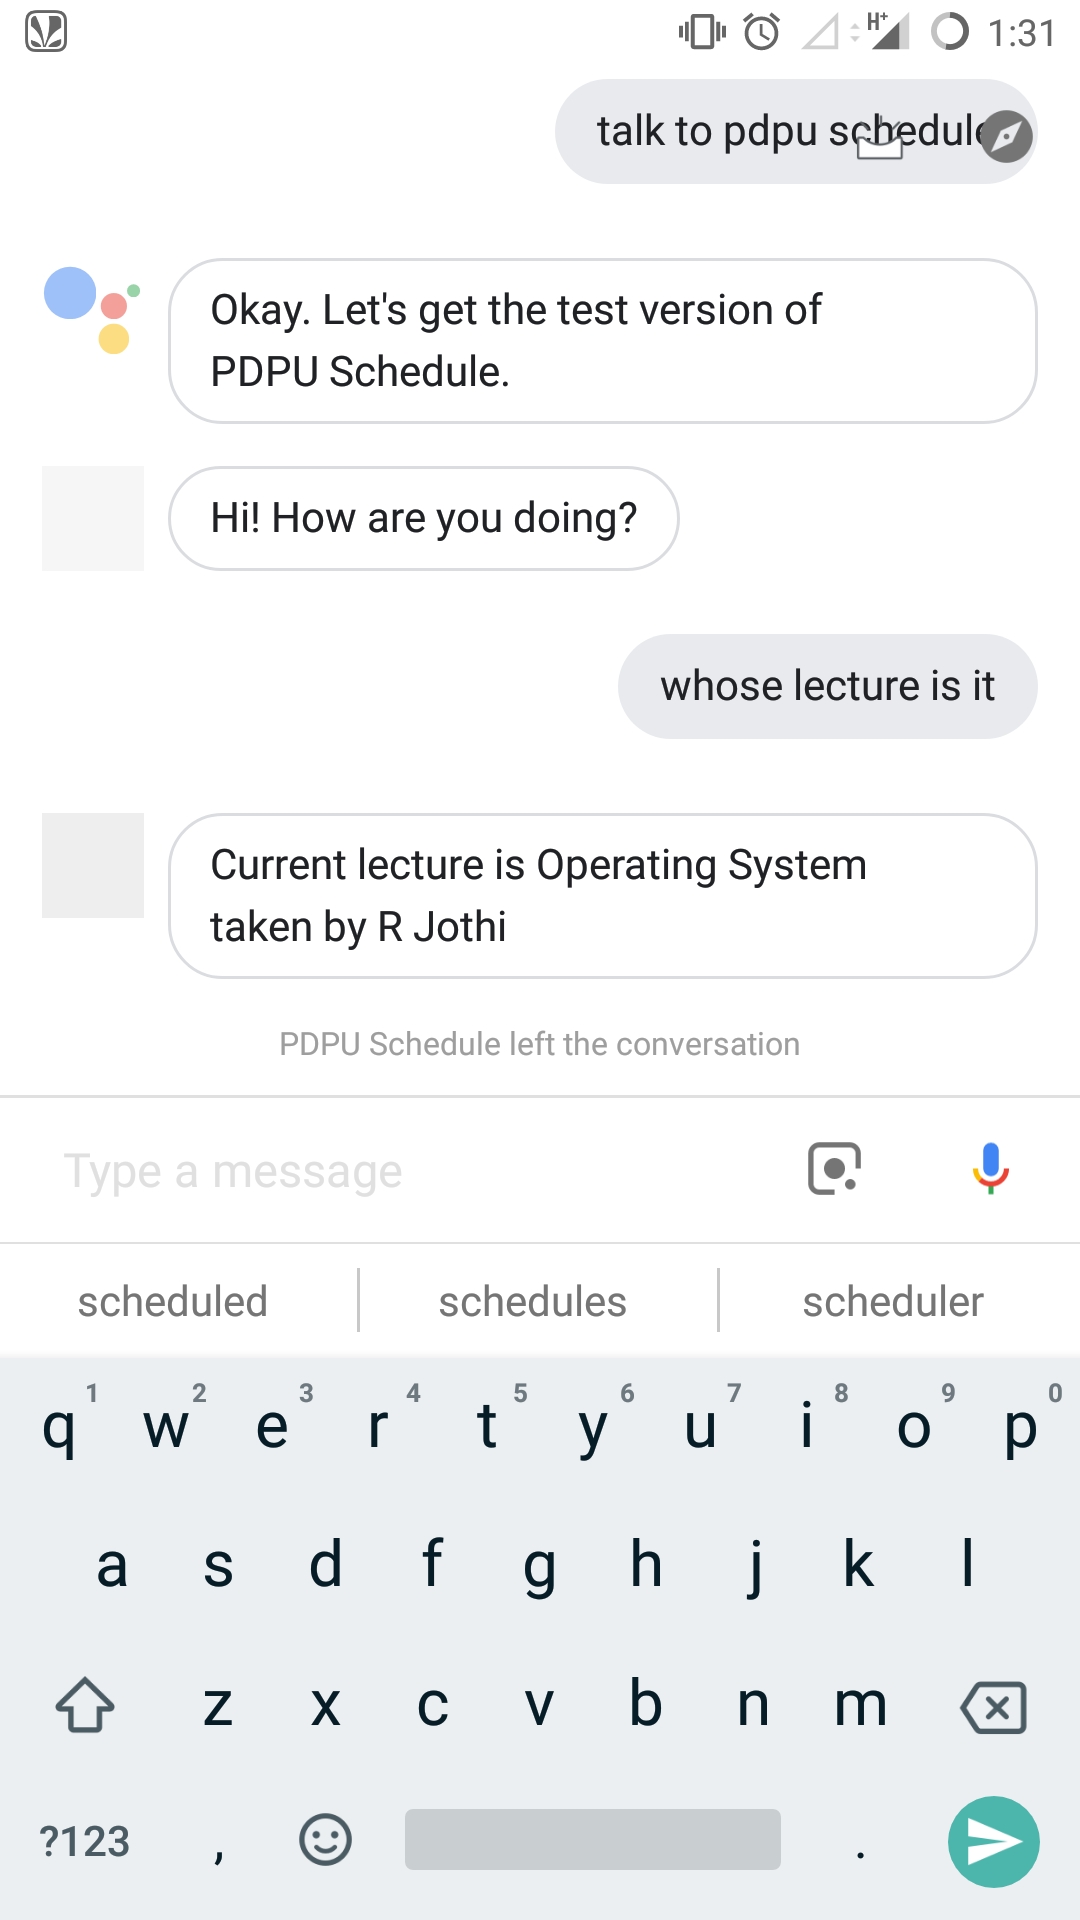 H+ 1:31
talk to pdpu schedule
Okay. Let's get the test version of
PDPU Schedule.
Hi! How are you doing?
whose lecture is it
Current lecture is Operating System
taken by R Jothi
PDPU Schedule left the conversation
Type a message
scheduled schedules scheduler
1 2 3 4 5 6 7 8 9 0
q w e r t y u i o p
a s d f g h j k l
z x c v b n m
?123 , .